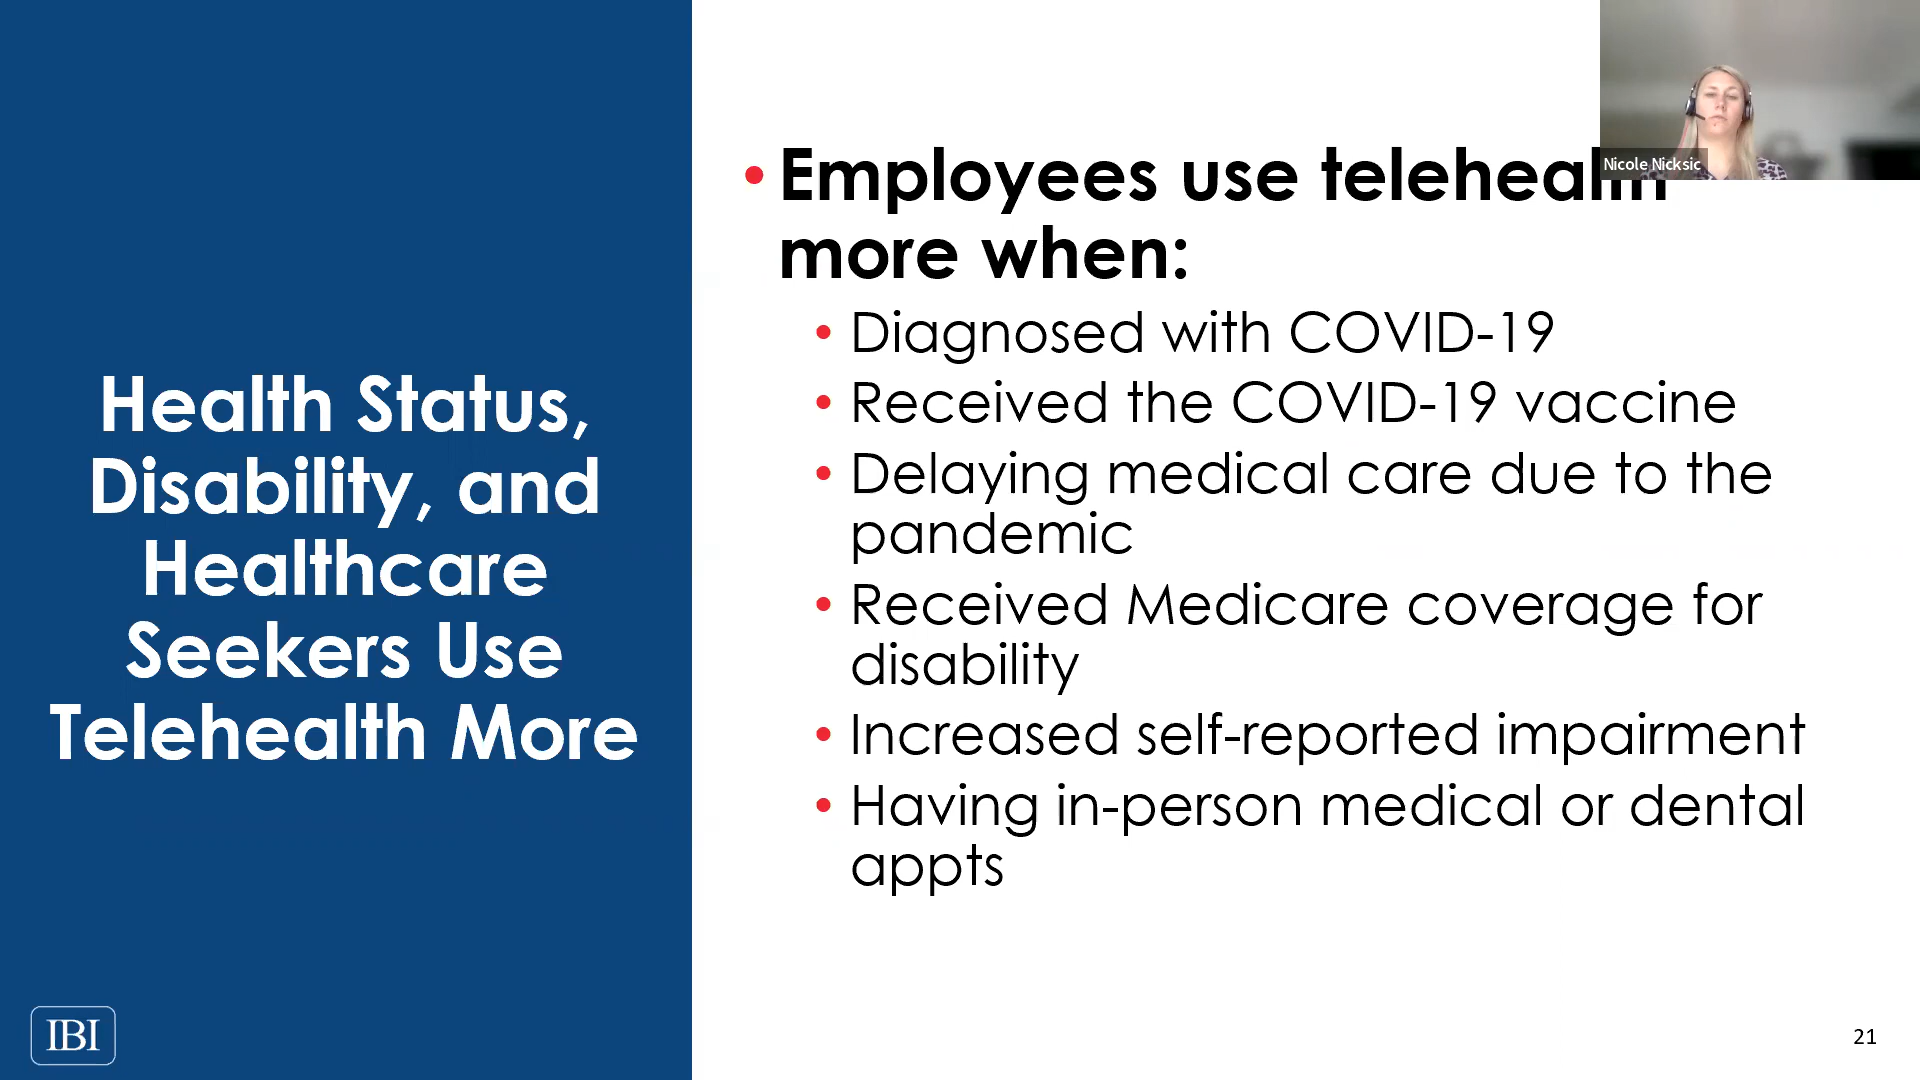 Health Status,
Disability, and
Healthcare
Seekers Use
Telehealth More
IBI
• Employees use telehealth
more when:
• Diagnosed with COVID-19
• Received the COVID-19 vaccine
• Delaying medical care due to the
pandemic
• Received Medicare coverage for
disability
• Increased self-reported impairment
• Having in-person medical or dental
appts
Nicole Nicksic
21